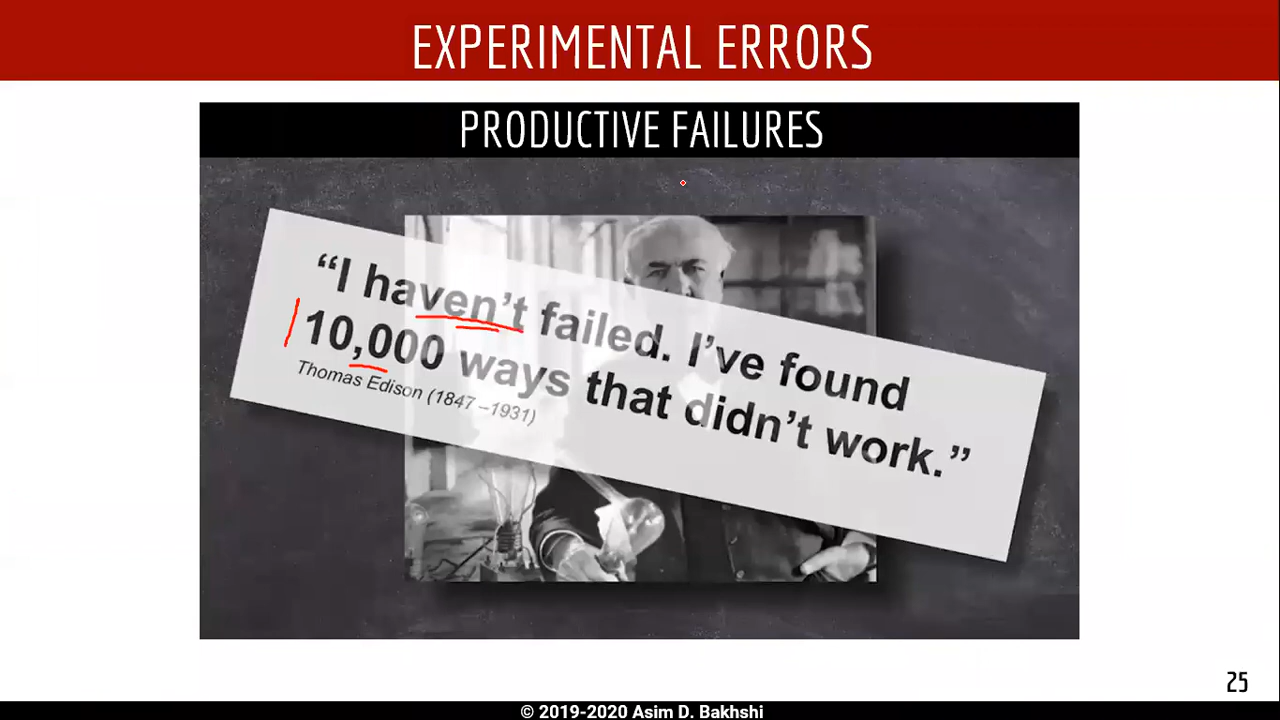 EXPERIMENTAL ERRORS
PRODUCTIVE FAILURES
“I haven’t failed. I’ve found
10,000 ways that didn’t work.”
Thomas Edison (1847 –1931)
25
© 2019-2020 Asim D. Bakhshi